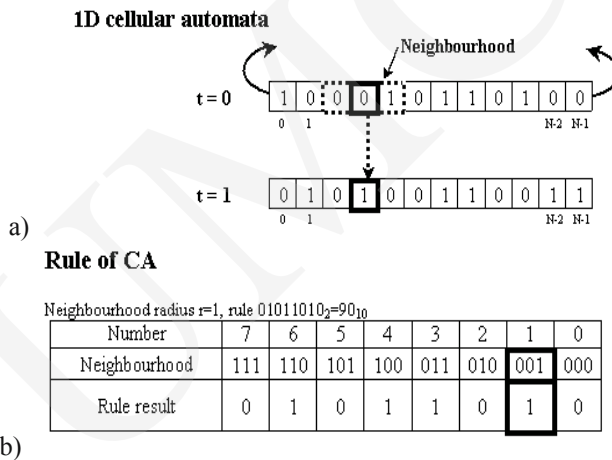 1D cellular automata
Neighbourhood
t = 0 1 0 0 0 1 0 1 1 0 1 0 0
0 1 N-2 N-1
t = 1 0 1 0 1 0 0 1 1 0 0 1 1
0 1 N-2 N-1
a)
Rule of CA
Neighbourhood radius r=1, rule 01011010₂=90₁₀
Number 7 6 5 4 3 2 1 0
Neighbourhood 111 110 101 100 011 010 001 000
Rule result 0 1 0 1 1 0 1 0
b)
UMC